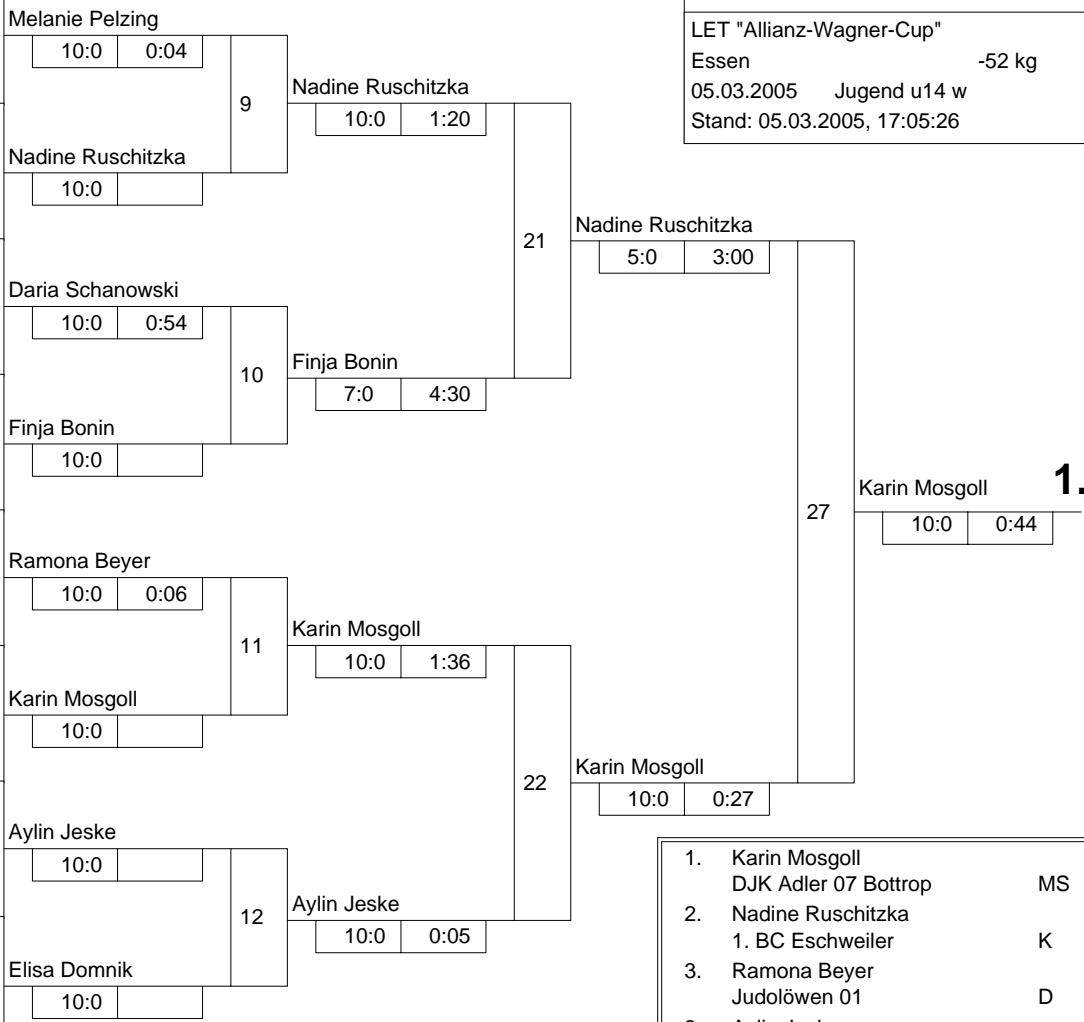 Melanie Pelzing
10:0 0:04
9
Nadine Ruschitzka
10:0
Nadine Ruschitzka
10:0 1:20
Daria Schanowski
10:0 0:54
10
Finja Bonin
10:0
Finja Bonin
7:0 4:30
21
Ramona Beyer
10:0 0:06
11
Karin Mosgoll
10:0
Karin Mosgoll
10:0 1:36
Aylin Jeske
10:0
12
Elisa Domnik
10:0
Aylin Jeske
10:0 0:05
22
Nadine Ruschitzka
5:0 3:00
Karin Mosgoll
10:0 0:27
27
Karin Mosgoll 1.
10:0 0:44
LET "Allianz-Wagner-Cup"
Essen -52 kg
05.03.2005 Jugend u14 w
Stand: 05.03.2005, 17:05:26
1. Karin Mosgoll
DJK Adler 07 Bottrop MS
2. Nadine Ruschitzka
1. BC Eschweiler K
3. Ramona Beyer
Judolöwen 01 D